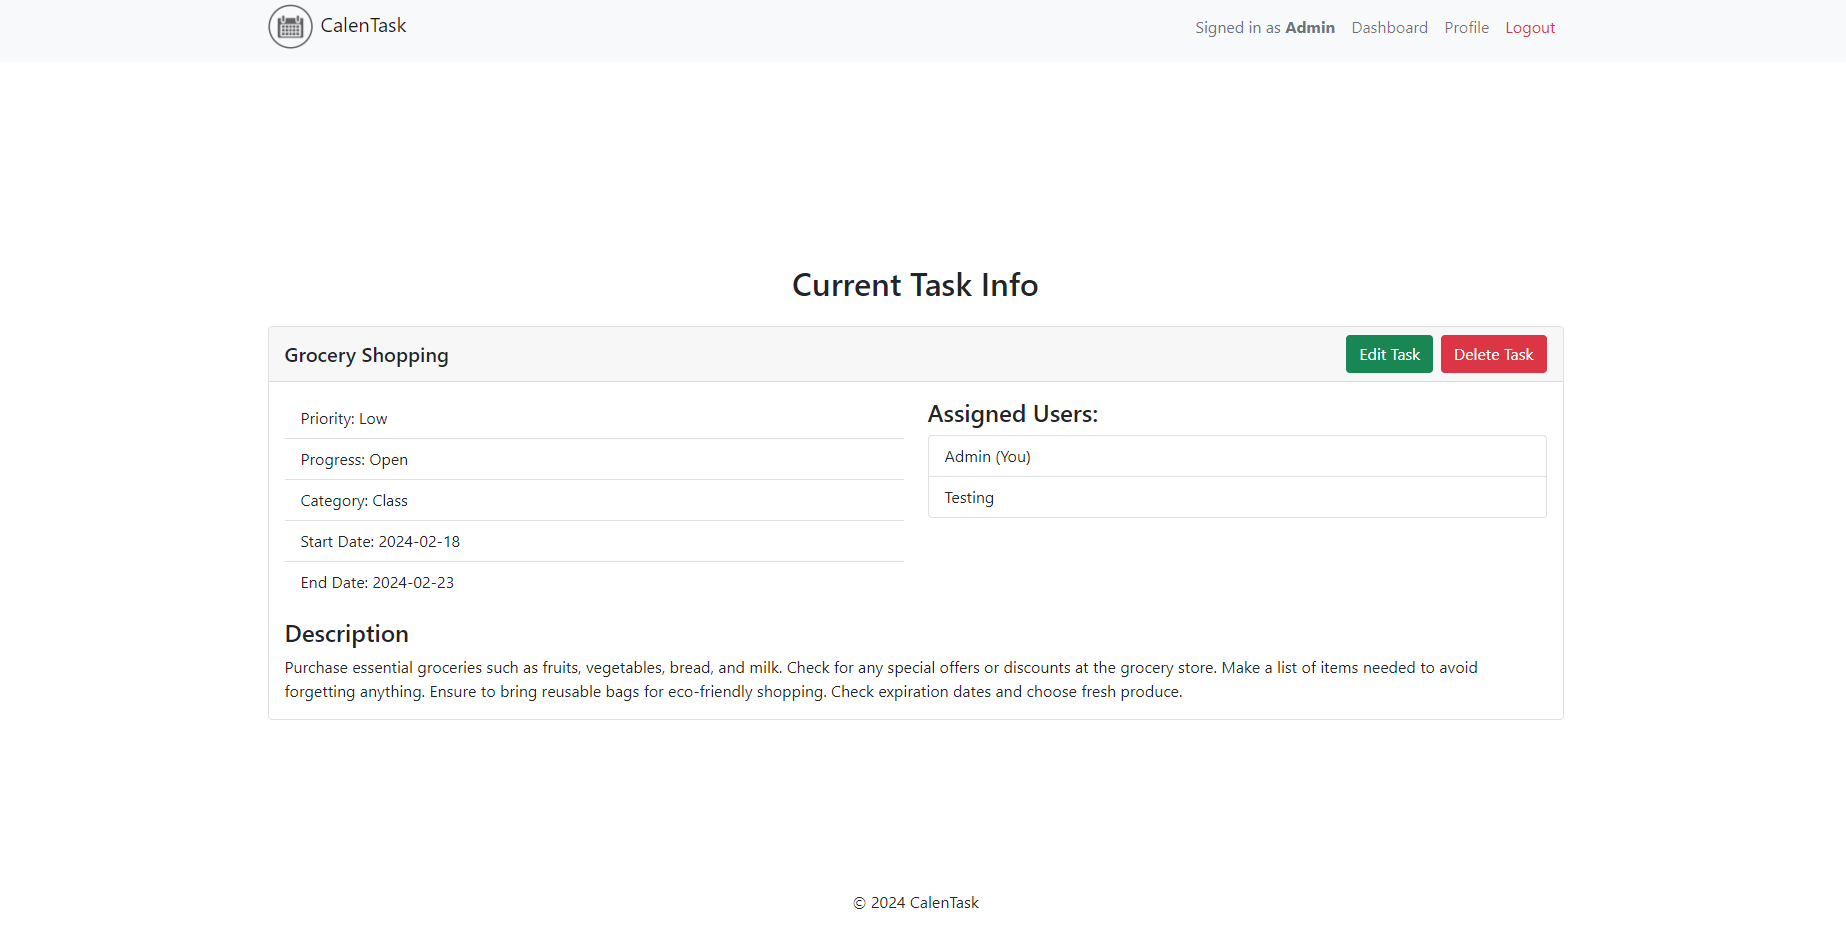 CalenTask
Signed in as Admin Dashboard Profile Logout
Current Task Info
Grocery Shopping
Edit Task Delete Task
Priority: Low
Progress: Open
Category: Class
Start Date: 2024-02-18
End Date: 2024-02-23
Assigned Users:
Admin (You)
Testing
Description
Purchase essential groceries such as fruits, vegetables, bread, and milk. Check for any special offers or discounts at the grocery store. Make a list of items needed to avoid
forgetting anything. Ensure to bring reusable bags for eco-friendly shopping. Check expiration dates and choose fresh produce.
© 2024 CalenTask